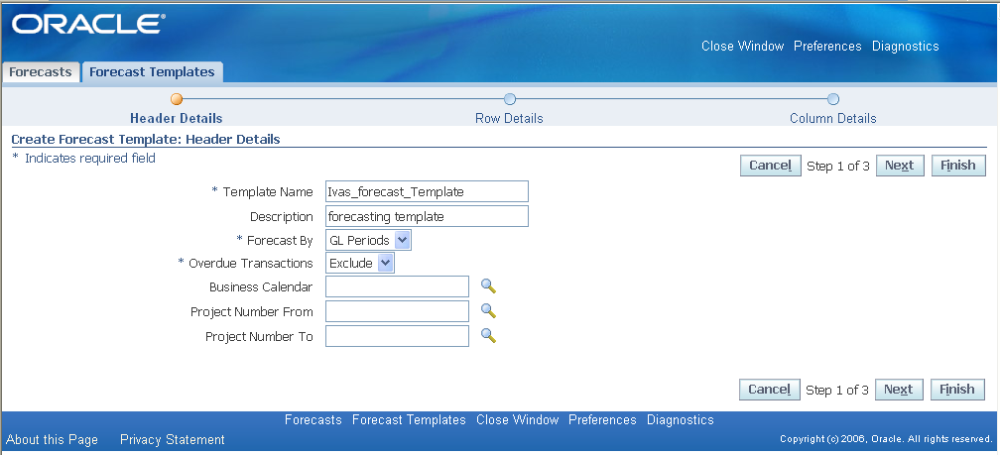 ORACLE®
Close Window Preferences Diagnostics
Forecasts Forecast Templates
Header Details Row Details Column Details
Create Forecast Template: Header Details
* Indicates required field
Cancel Step 1 of 3 Next Finish
* Template Name Ivas_forecast_Template
Description forecasting template
* Forecast By GL Periods
* Overdue Transactions Exclude
Business Calendar
Project Number From
Project Number To
Cancel Step 1 of 3 Next Finish
Forecasts Forecast Templates Close Window Preferences Diagnostics
About this Page Privacy Statement Copyright (c) 2006, Oracle. All rights reserved.